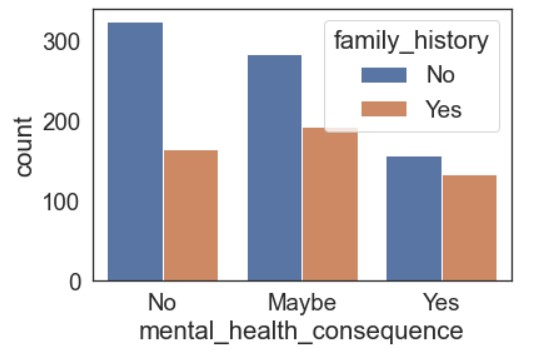 family_history
No
Yes
300
200
100
0
count
No Maybe Yes
mental_health_consequence